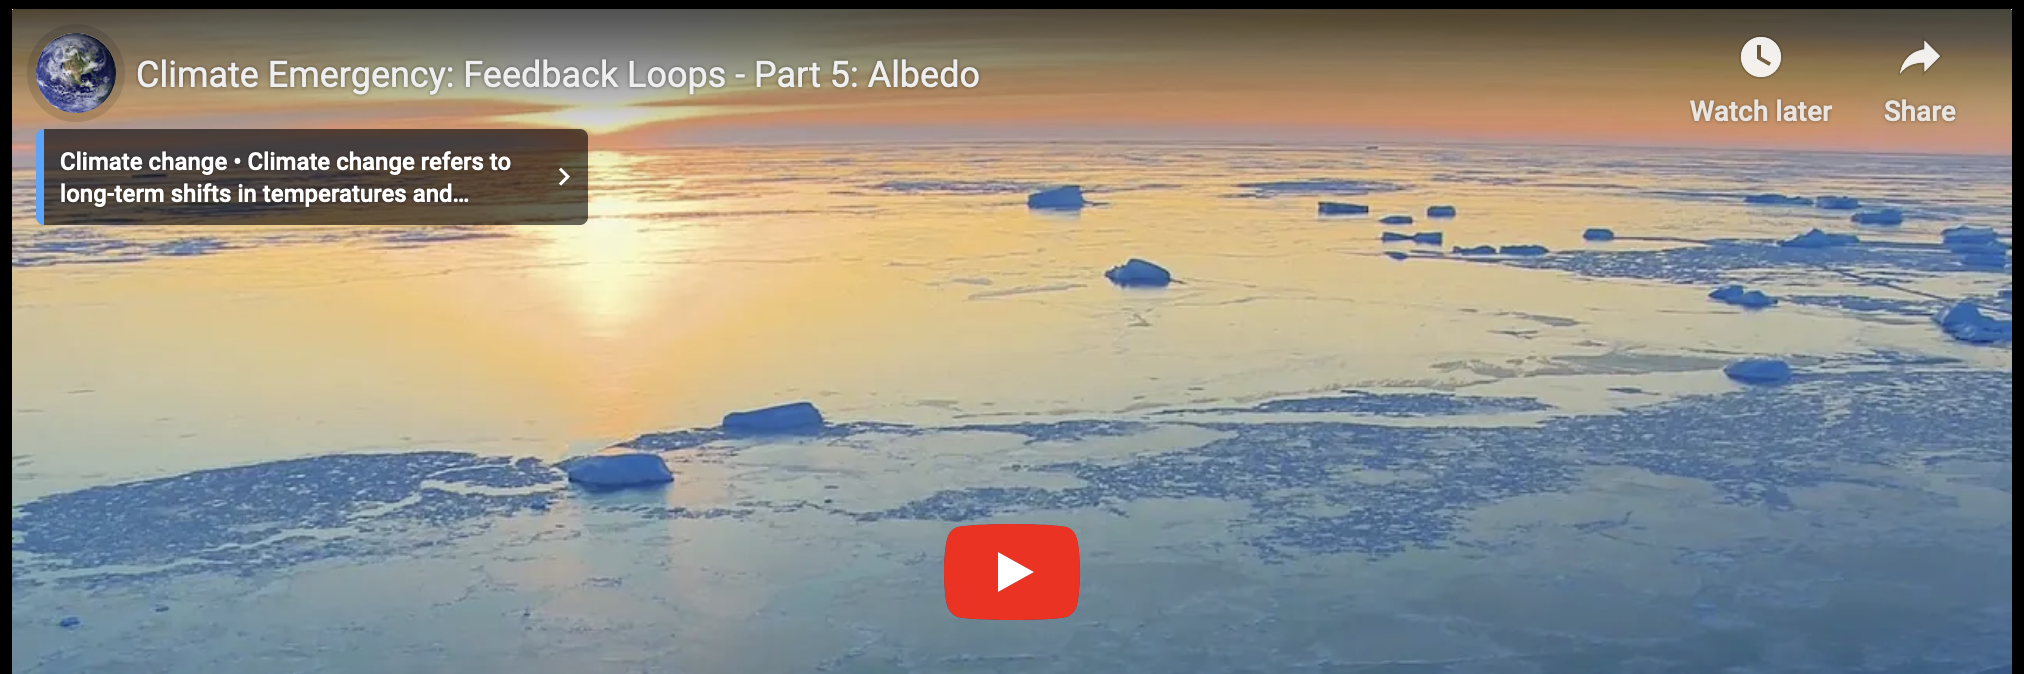 Climate Emergency: Feedback Loops - Part 5: Albedo
Watch later
Share
Climate change • Climate change refers to
long-term shifts in temperatures and...